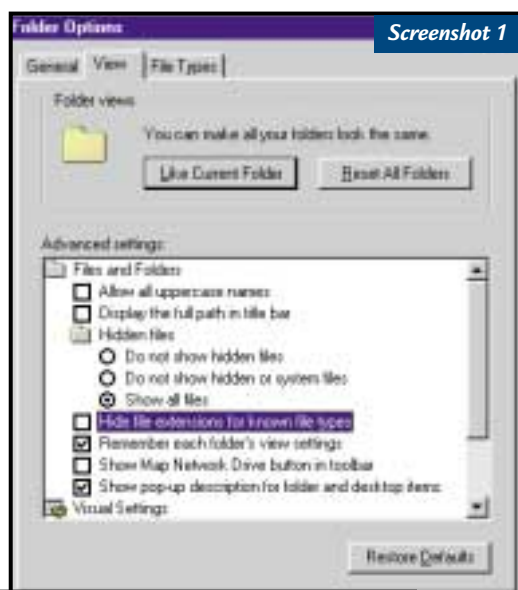 Folder Options
Screenshot 1
General View File Types
Folder views
You can make all your folders look the same.
Like Current Folder Reset All Folders
Advanced settings:
Files and Folders
Allow all uppercase names
Display the full path in title bar
Hidden files
Do not show hidden files
Do not show hidden or system files
Show all files
Hide file extensions for known file types
Remember each folder's view settings
Show Map Network Drive button in toolbar
Show pop-up description for folder and desktop items
Visual Settings
Restore Defaults